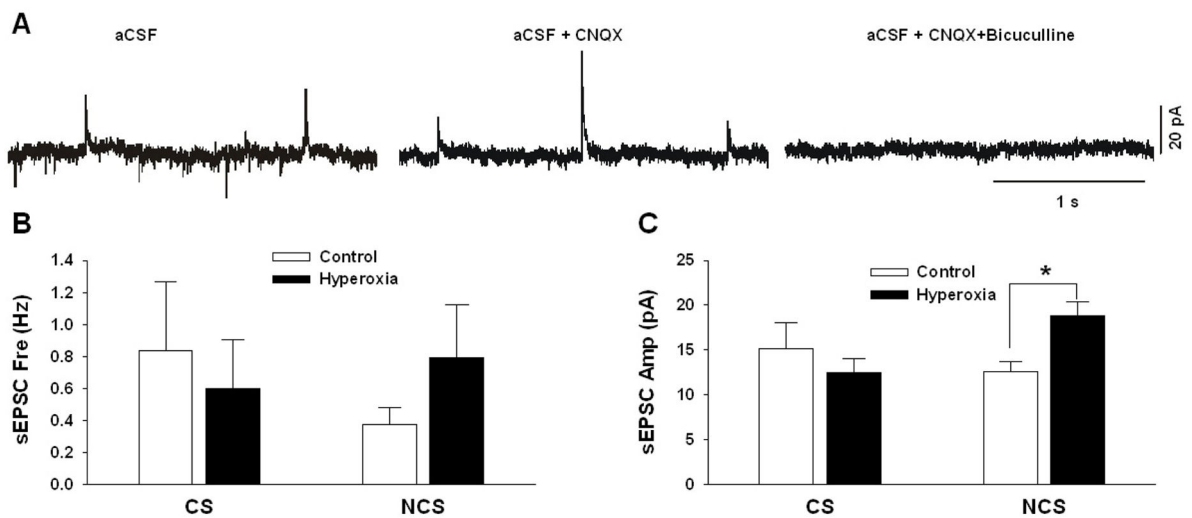 A
aCSF
aCSF + CNQX
aCSF + CNQX+Bicuculline
20 pA
1 s
B
sEPSC Fre (Hz)
1.4
1.2
1.0
0.8
0.6
0.4
0.2
0.0
Control
Hyperoxia
CS
NCS
C
sEPSC Amp (pA)
25
20
15
10
5
0
Control
Hyperoxia
*
CS
NCS